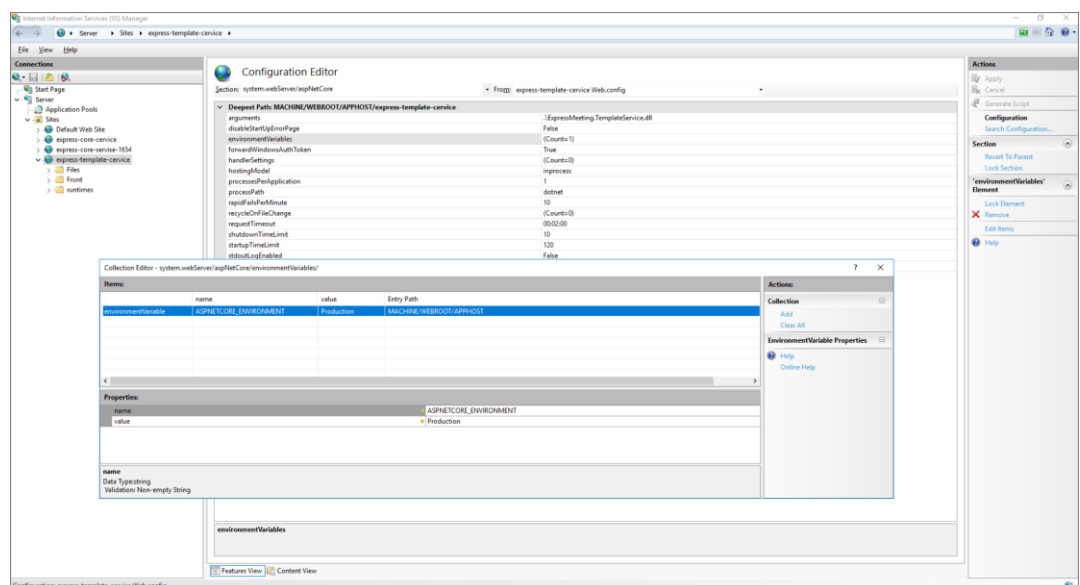 Internet Information Services (IIS) Manager
Server Sites express-template-cervice
File View Help
Connections
Start Page
Server
Application Pools
Sites
Default Web Site
express-core-cervice
express-core-servise-1654
express-template-cervice
Files
Front
runtimes
Configuration Editor
Section: system.webServer/aspNetCore From: express-template-cervice Web.config
Deepest Path: MACHINE/WEBROOT/APPHOST/express-template-cervice
arguments .\ExpressMeeting.TemplateService.dll
disableStartUpErrorPage False
environmentVariables (Count=1)
forwardWindowsAuthToken True
handlerSettings (Count=0)
hostingModel inprocess
processesPerApplication 1
processPath dotnet
rapidFailsPerMinute 10
recycleOnFileChange (Count=0)
requestTimeout 00:02:00
shutdownTimeLimit 10
startupTimeLimit 120
stdoutLogEnabled False
Actions
Apply
Cancel
Generate Script
Configuration
Search Configuration...
Section
Revert To Parent
Lock Section
'environmentVariables'
Element
Lock Element
Remove
Edit Items
Help
Collection Editor - system.webServer/aspNetCore/environmentVariables/ ? ×
Items:
name value Entry Path
environmentVariable ASPNETCORE_ENVIRONMENT Production MACHINE/WEBROOT/APPHOST
Properties:
name ASPNETCORE_ENVIRONMENT
value Production
name
Data Type:string
Validation: Non-empty String
Actions:
Collection
Add
Clear All
EnvironmentVariable Properties
Help
Online Help
environmentVariables
Features View Content View